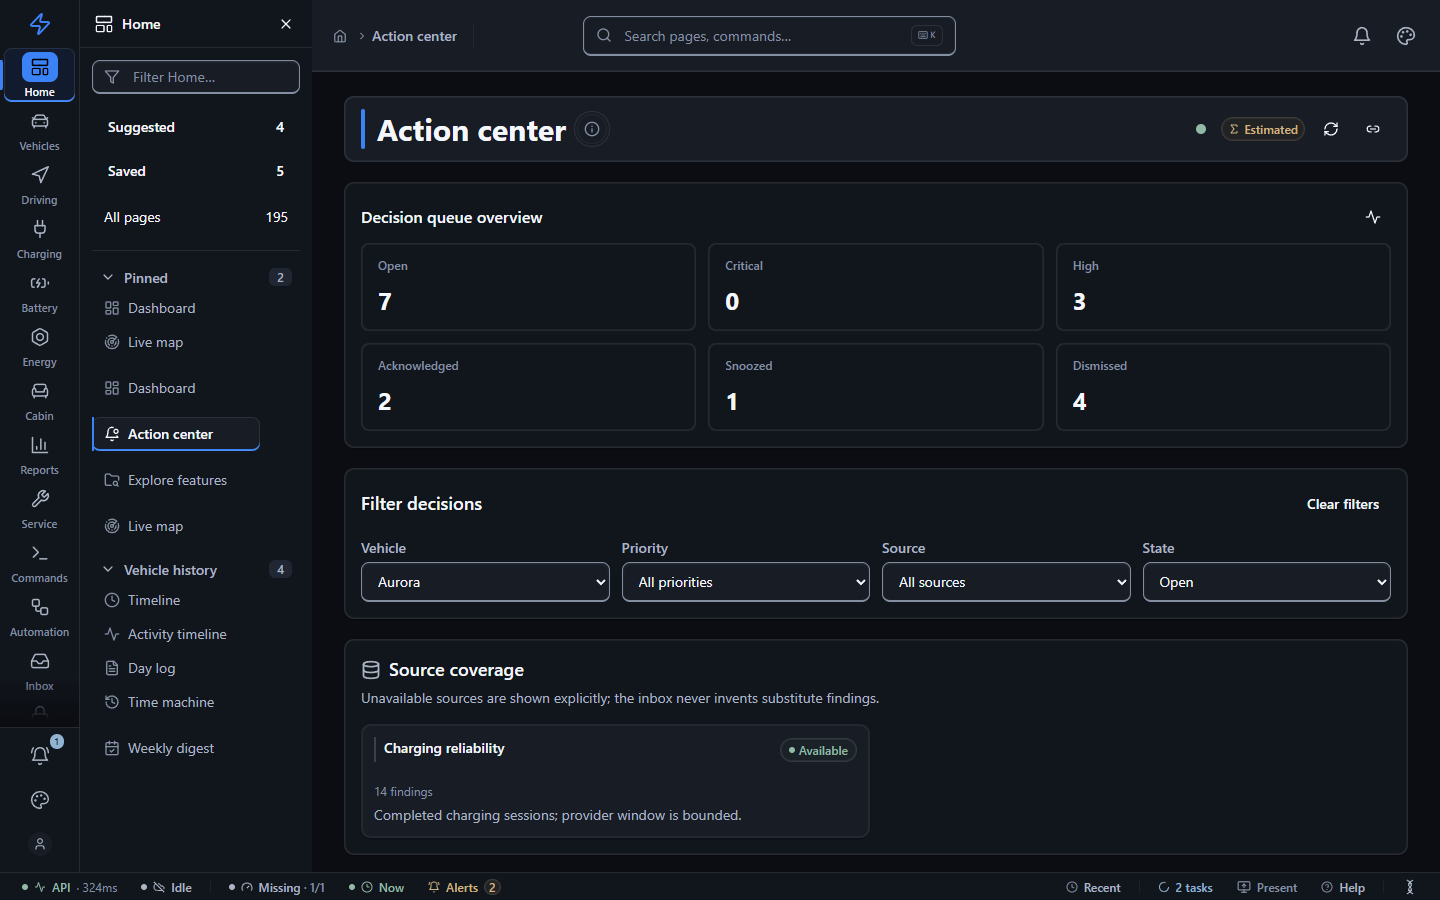 Home
Vehicles
Driving
Charging
Battery
Energy
Cabin
Reports
Service
Commands
Automation
Inbox
1
Home
Filter Home...
Suggested 4
Saved 5
All pages 195
Pinned 2
Dashboard
Live map
Dashboard
Action center
Explore features
Live map
Vehicle history 4
Timeline
Activity timeline
Day log
Time machine
Weekly digest
Action center
Search pages, commands...
K
Action center
Σ Estimated
Decision queue overview
Open
7
Critical
0
High
3
Acknowledged
2
Snoozed
1
Dismissed
4
Filter decisions
Clear filters
Vehicle
Aurora
Priority
All priorities
Source
All sources
State
Open
Source coverage
Unavailable sources are shown explicitly; the inbox never invents substitute findings.
Charging reliability
Available
14 findings
Completed charging sessions; provider window is bounded.
API · 324ms
Idle
Missing · 1/1
Now
Alerts 2
Recent
2 tasks
Present
Help